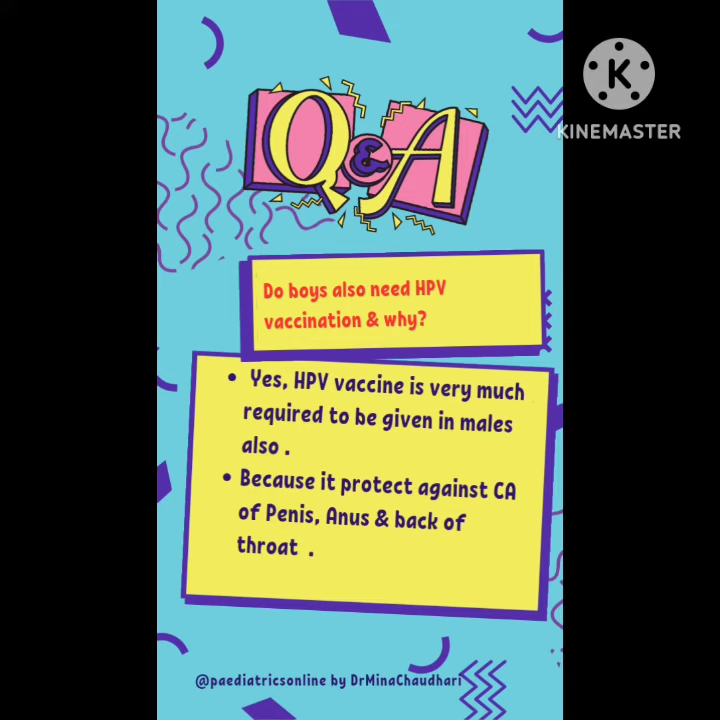 K
KINEMASTER
Q&A
Do boys also need HPV
vaccination & why?
• Yes, HPV vaccine is very much
required to be given in males
also .
• Because it protect against CA
of Penis, Anus & back of
throat .
@paediatricsonline by DrMinaChaudhari